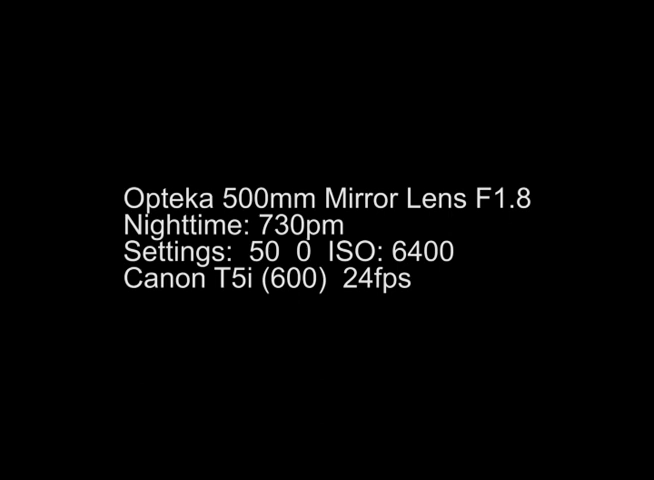 Opteka 500mm Mirror Lens F1.8
Nighttime: 730pm
Settings:  50  0  ISO: 6400
Canon T5i (600)  24fps